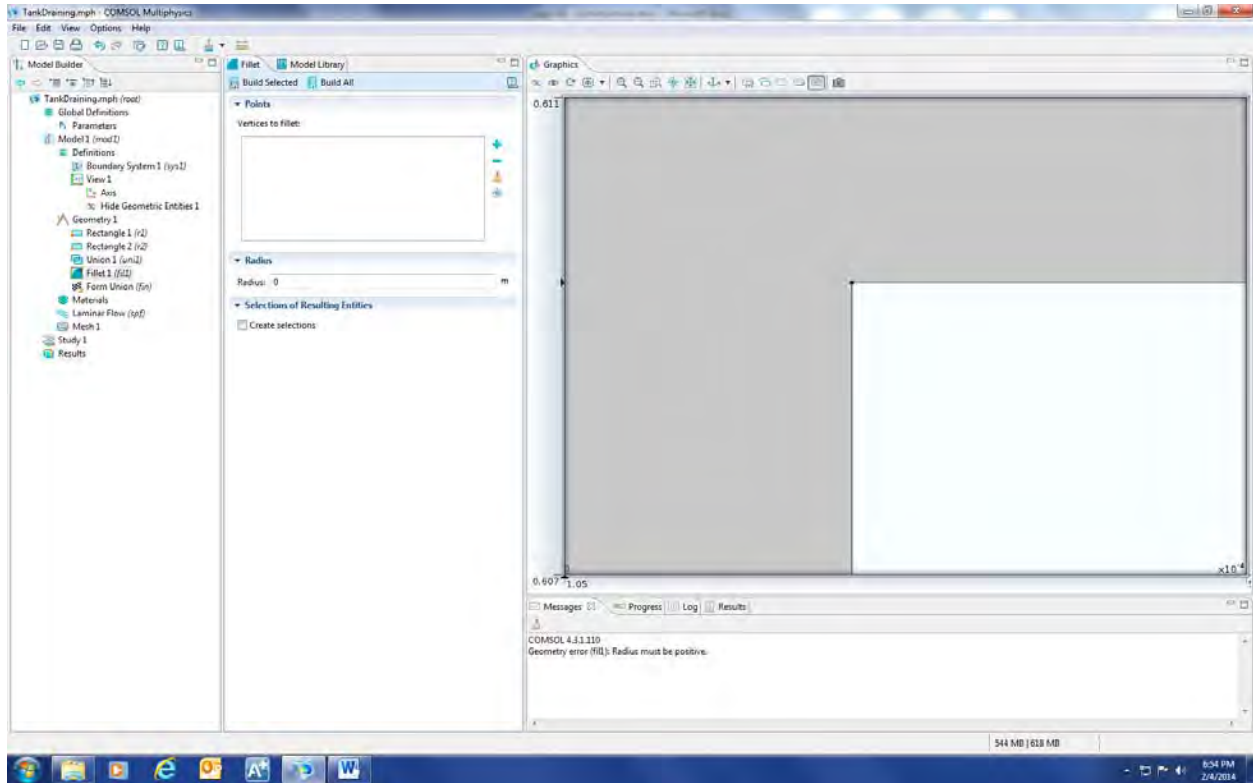 TankDraining.mph - COMSOL Multiphysics
File Edit View Options Help
Model Builder
TankDraining.mph (root)
Global Definitions
Parameters
Model 1 (mod1)
Definitions
Boundary System 1 (sys1)
View 1
Axis
Hide Geometric Entities 1
Geometry 1
Rectangle 1 (r1)
Rectangle 2 (r2)
Union 1 (uni1)
Fillet 1 (fil1)
Form Union (fin)
Materials
Laminar Flow (spf)
Mesh 1
Study 1
Results
Fillet Model Library
Build Selected Build All
Points
Vertices to fillet:
Radius
Radius: 0 m
Selections of Resulting Entities
Create selections
Graphics
0.611
0
×10⁻⁴
0.607 1.05
Messages Progress Log Results
COMSOL 4.3.1.110
Geometry error (fil1): Radius must be positive.
544 MB | 618 MB
6:54 PM
2/4/2014